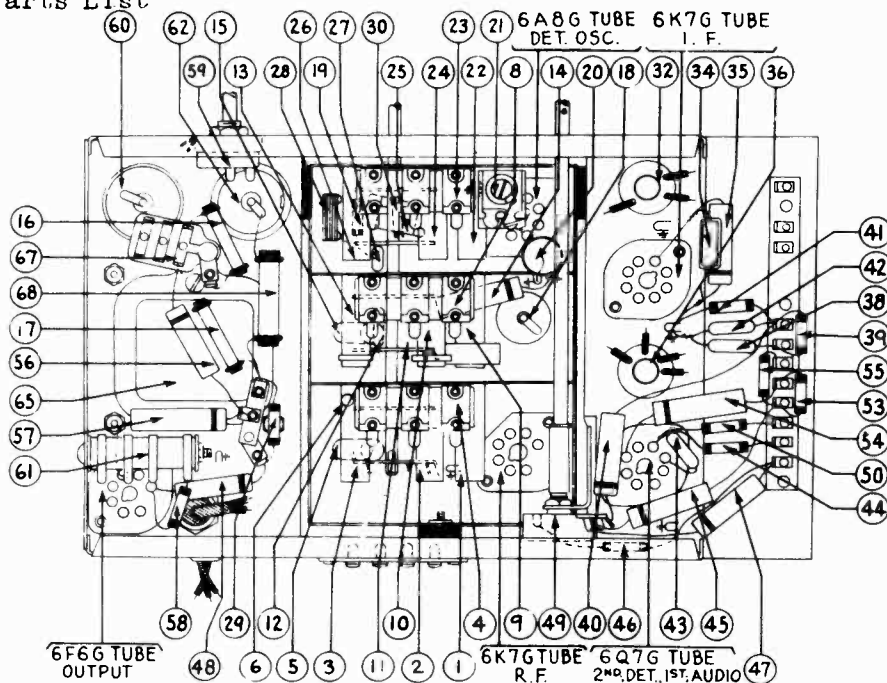 arts List
60 62 15 26 27 30 23 21 6A8G TUBE 6K7G TUBE
DET. OSC. I. F.
59 13 28 19 25 24 22 8 14 20 18 32 34 35 36
16
67
68
17
56
65
57
61
41
42
38
39
55
53
54
50
44
6F6G TUBE
OUTPUT
58 48 29 6 12 5 3 11 10 2 1 4 9 49 40 46 43 45 47
6K7G TUBE
R.F.
6Q7G TUBE
2ND. DET., 1ST. AUDIO